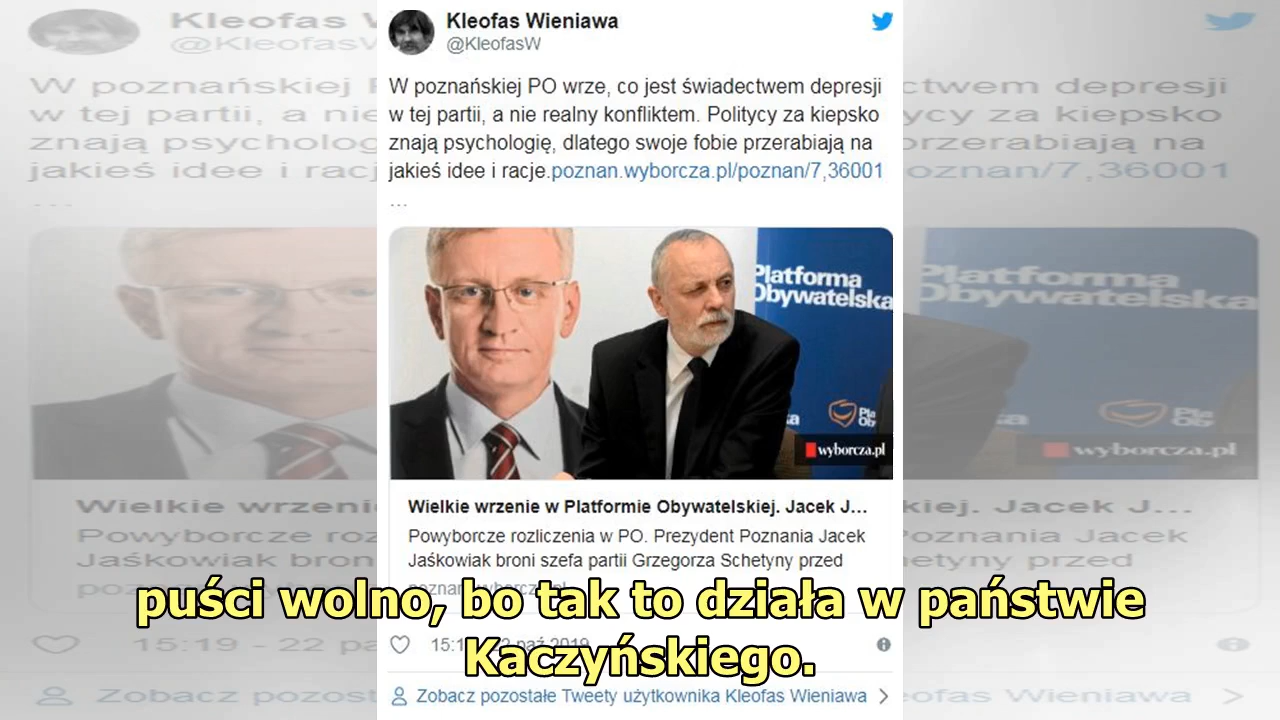 Kleofas Wieniawa
@KleofasW
W poznańskiej PO wrze, co jest świadectwem depresji
w tej partii, a nie realny konfliktem. Politycy za kiepsko
znają psychologię, dlatego swoje fobie przerabiają na
jakieś idee i racje.poznan.wyborcza.pl/poznan/7,36001
...
Platforma
Obywatelska
wyborcza.pl
Wielkie wrzenie w Platformie Obywatelskiej. Jacek J...
Powyborcze rozliczenia w PO. Prezydent Poznania Jacek
Jaśkowiak broni szefa partii Grzegorza Schetyny przed
puści wolno, bo tak to działa w państwie
Kaczyńskiego.
22 paź 2019
Zobacz pozostałe Tweety użytkownika Kleofas Wieniawa